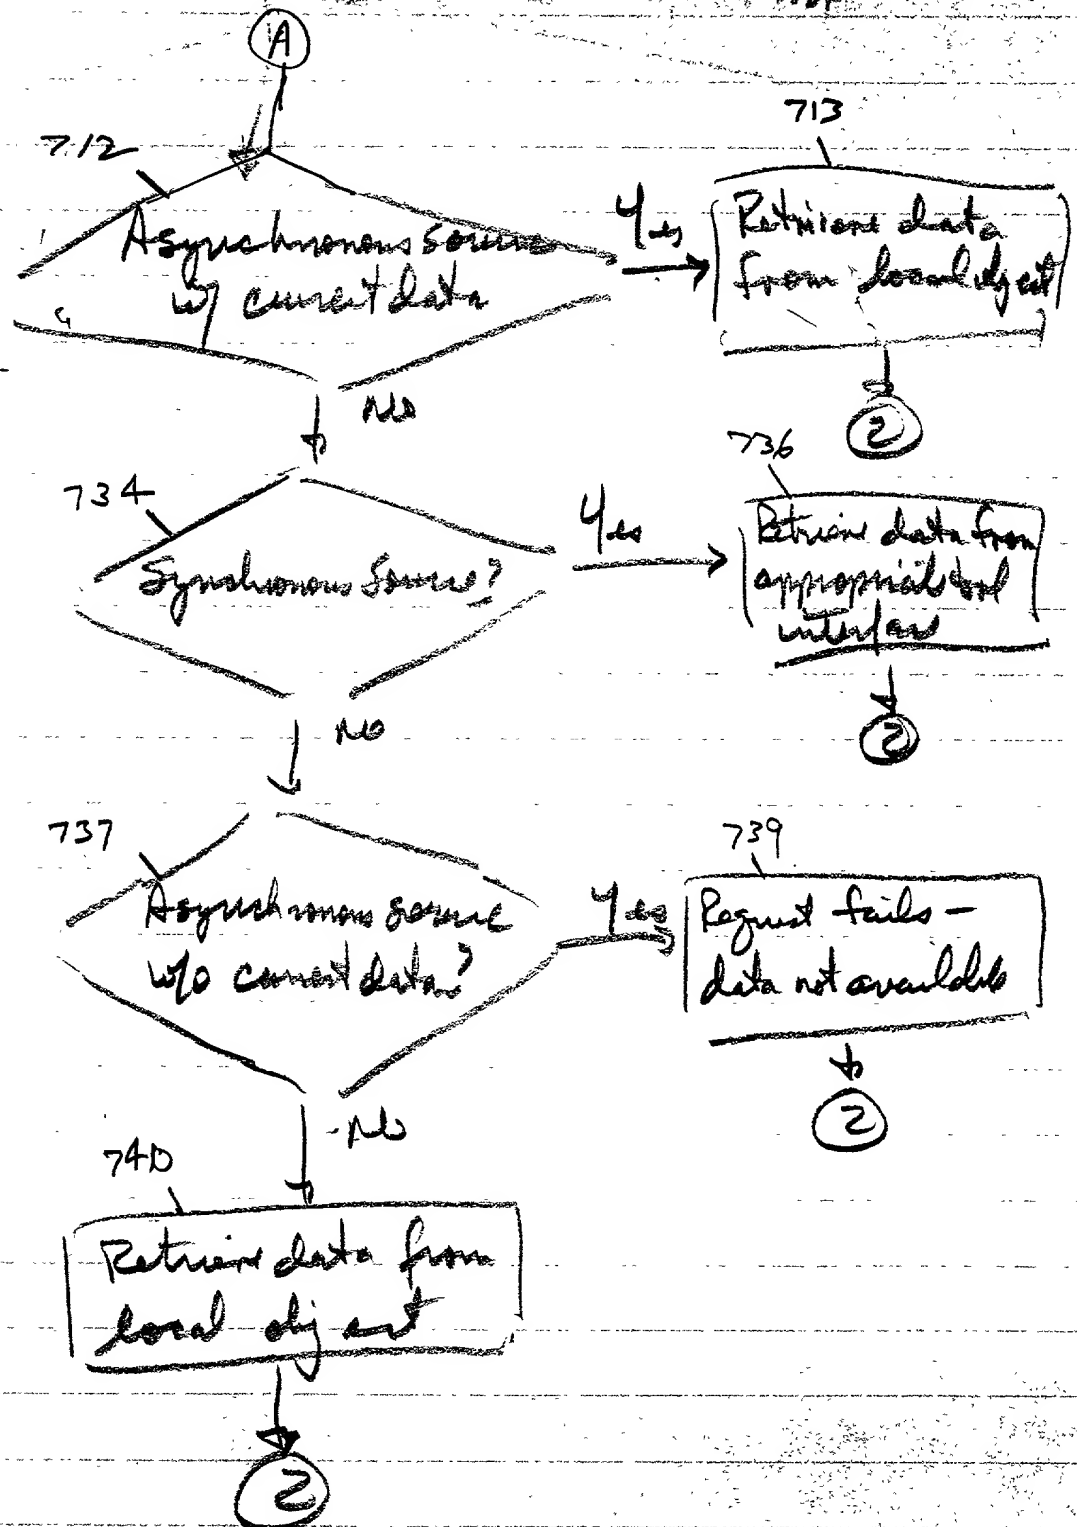 A
712
Asynchronous source
w/ current data
Yes
713
Retrieve data
from local object
2
No
734
Synchronous Source?
Yes
736
Retrieve data from
appropriate tool
interface
2
No
737
Asynchronous source
w/o current data?
Yes
739
Request fails -
data not available
2
No
740
Retrieve data from
local object
2